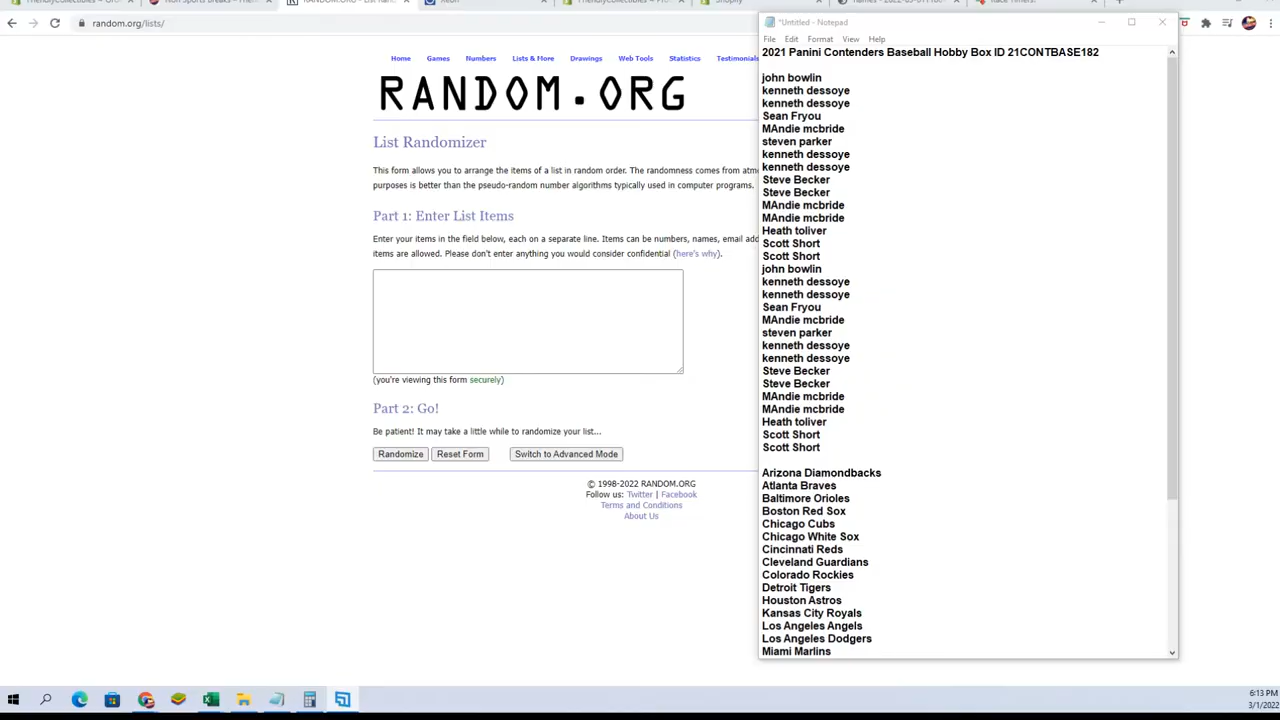 random.org/lists/
*Untitled - Notepad
File Edit Format View Help
2021 Panini Contenders Baseball Hobby Box ID 21CONTBASE182
john bowlin
kenneth dessoye
kenneth dessoye
Sean Fryou
MAndie mcbride
steven parker
kenneth dessoye
kenneth dessoye
Steve Becker
Steve Becker
MAndie mcbride
MAndie mcbride
Heath toliver
Scott Short
Scott Short
john bowlin
kenneth dessoye
kenneth dessoye
Sean Fryou
MAndie mcbride
steven parker
kenneth dessoye
kenneth dessoye
Steve Becker
Steve Becker
MAndie mcbride
MAndie mcbride
Heath toliver
Scott Short
Scott Short
Arizona Diamondbacks
Atlanta Braves
Baltimore Orioles
Boston Red Sox
Chicago Cubs
Chicago White Sox
Cincinnati Reds
Cleveland Guardians
Colorado Rockies
Detroit Tigers
Houston Astros
Kansas City Royals
Los Angeles Angels
Los Angeles Dodgers
Miami Marlins
Home Games Numbers Lists & More Drawings Web Tools Statistics Testimonials
RANDOM.ORG
List Randomizer
This form allows you to arrange the items of a list in random order. The randomness comes from atm
purposes is better than the pseudo-random number algorithms typically used in computer programs.
Part 1: Enter List Items
Enter your items in the field below, each on a separate line. Items can be numbers, names, email add
items are allowed. Please don't enter anything you would consider confidential (here's why).
(you're viewing this form securely)
Part 2: Go!
Be patient! It may take a little while to randomize your list...
Randomize Reset Form Switch to Advanced Mode
© 1998-2022 RANDOM.ORG
Follow us: Twitter | Facebook
Terms and Conditions
About Us
6:13 PM
3/1/2022